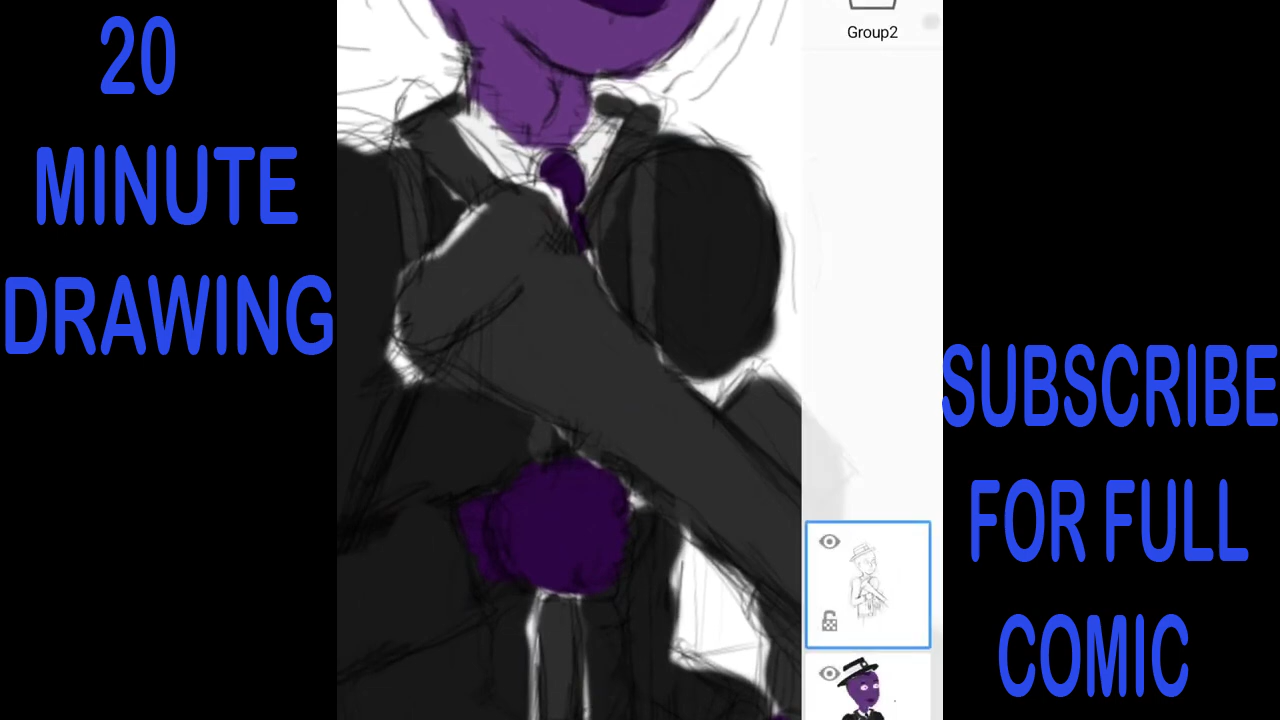 20
MINUTE
DRAWING
Group2
SUBSCRIBE
FOR FULL
COMIC